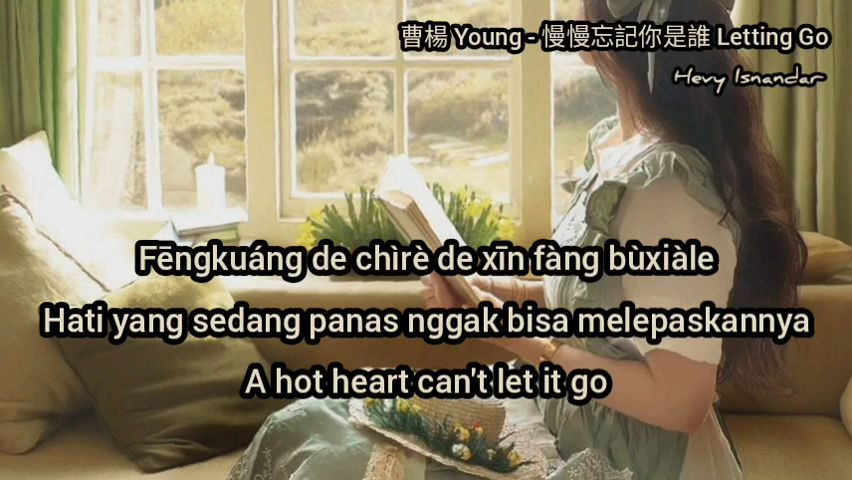 曹楊 Young - 慢慢忘記你是誰 Letting Go
Hevy Isnandar
Fēngkuáng de chìrè de xīn fàng bùxiàle
Hati yang sedang panas nggak bisa melepaskannya
A hot heart can't let it go